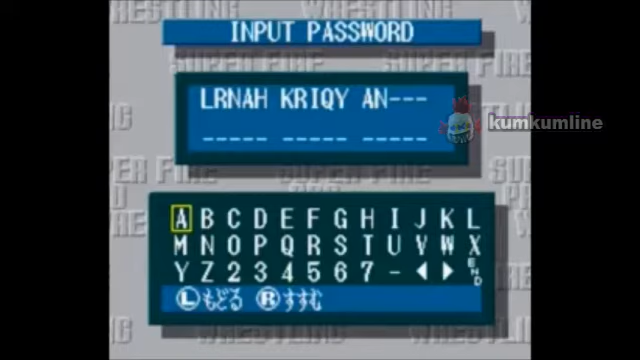 INPUT PASSWORD
LRNAH KRIQY AN---
----- ----- -----
kumkumline
A B C D E F G H I J K L
M N O P Q R S T U V W X
Y Z 2 3 4 5 6 7 - ◀ ▶ END
Ⓛもどる Ⓡすすむ